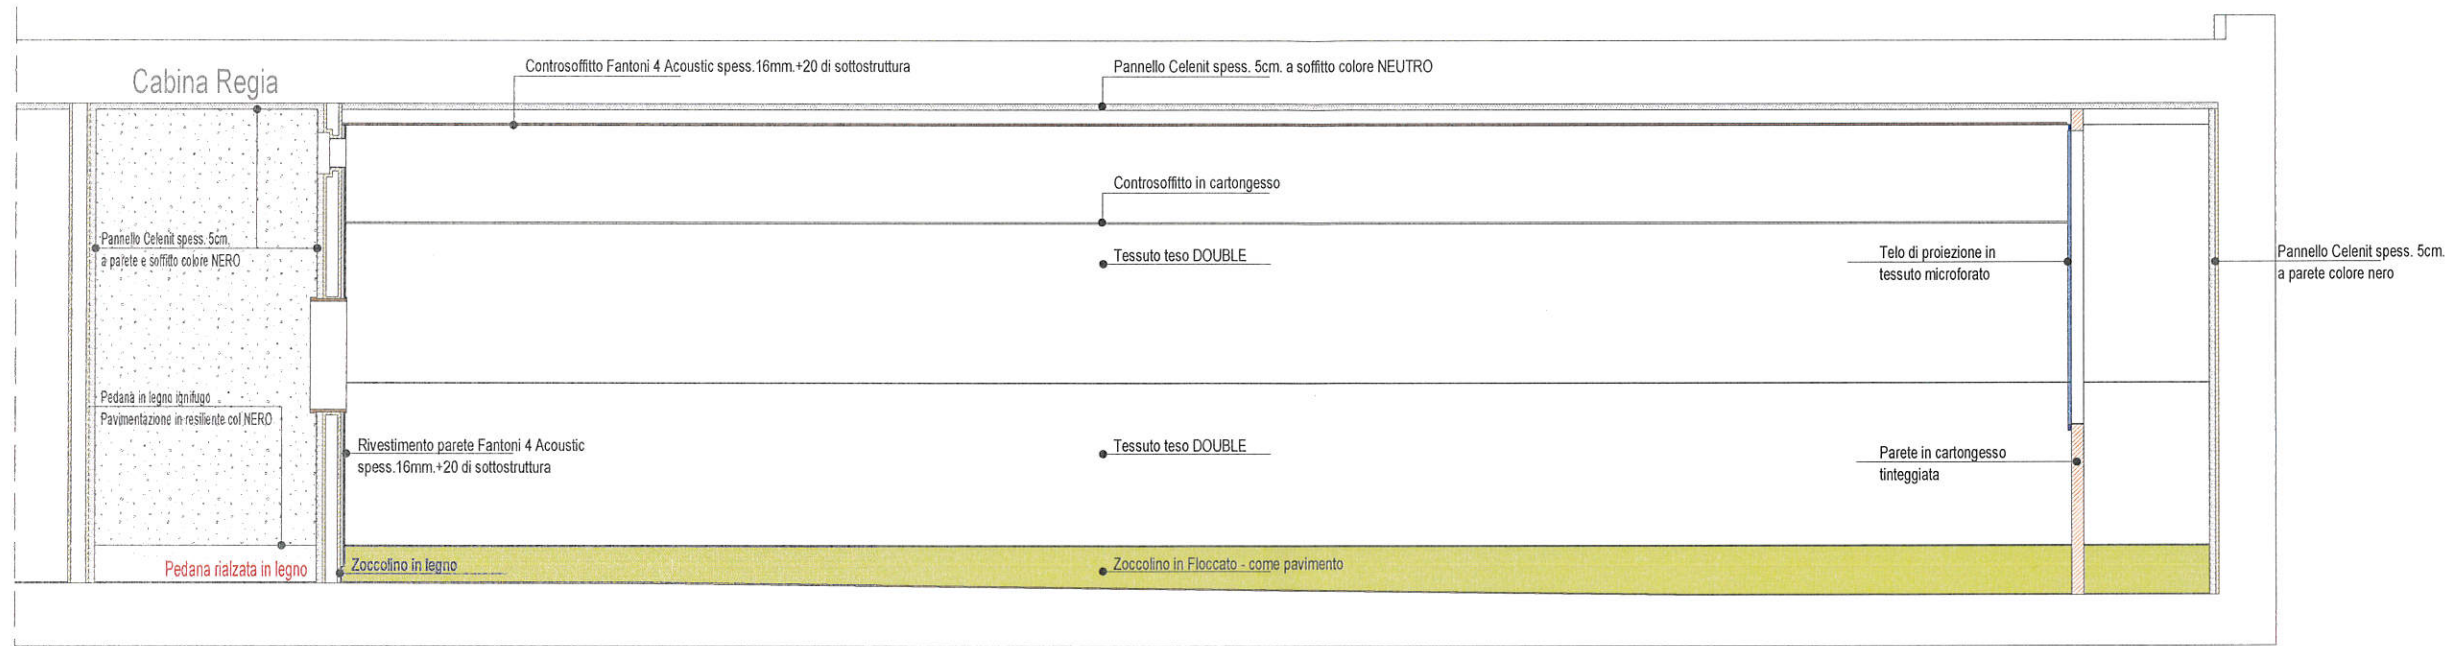 Cabina Regia
Controsoffitto Fantoni 4 Acoustic spess.16mm.+20 di sottostruttura
Pannello Celenit spess. 5cm. a soffitto colore NEUTRO
Controsoffitto in cartongesso
Pannello Celenit spess. 5cm.
a parete e soffitto colore NERO
Tessuto teso DOUBLE
Telo di proiezione in
tessuto microforato
Pannello Celenit spess. 5cm.
a parete colore nero
Pedana in legno ignifugo
Pavimentazione in resiliente col.NERO
Rivestimento parete Fantoni 4 Acoustic
spess.16mm.+20 di sottostruttura
Tessuto teso DOUBLE
Parete in cartongesso
tinteggiata
Pedana rialzata in legno
Zoccolino in legno
Zoccolino in Floccato - come pavimento